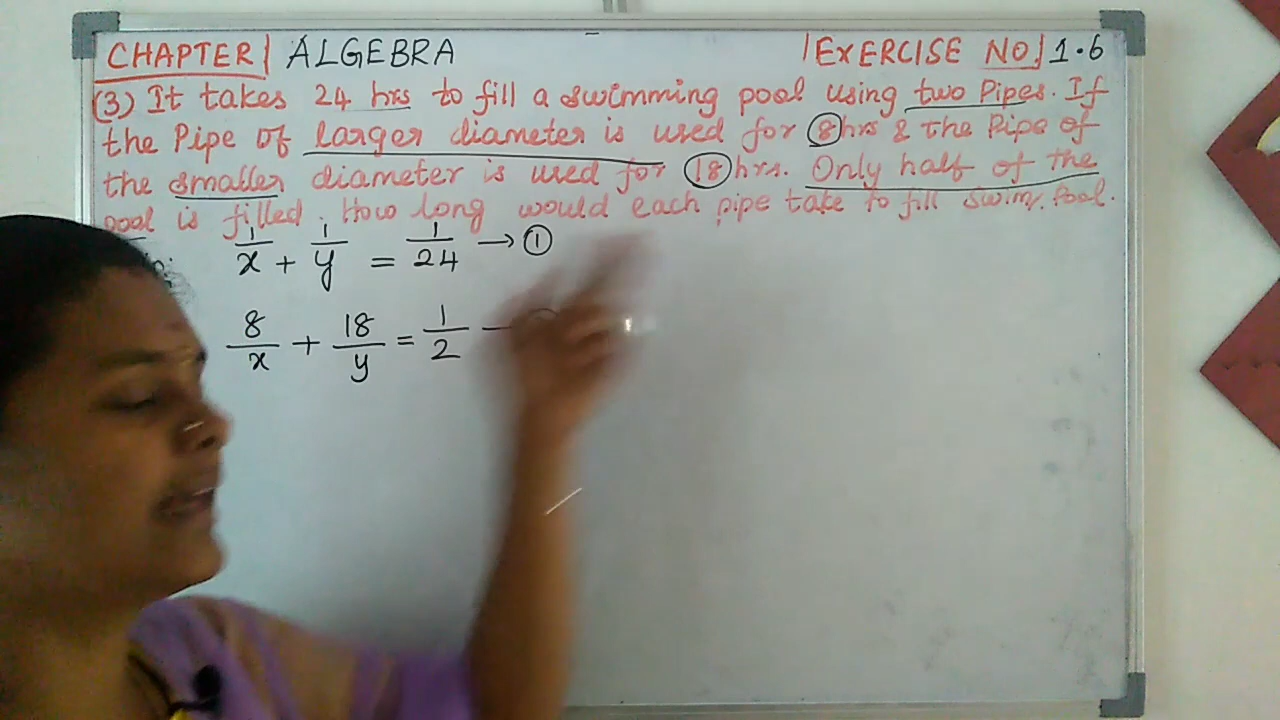 CHAPTER ALGEBRA EXERCISE NO 1.6
(3) It takes 24 hrs to fill a swimming pool using two Pipes. If
the Pipe of larger diameter is used for 8 hrs & the Pipe of
the smaller diameter is used for 18 hrs. Only half of the
pool is filled. How long would each pipe take to fill swim. Pool.
1/x + 1/y = 1/24 → ①
8/x + 18/y = 1/2 —